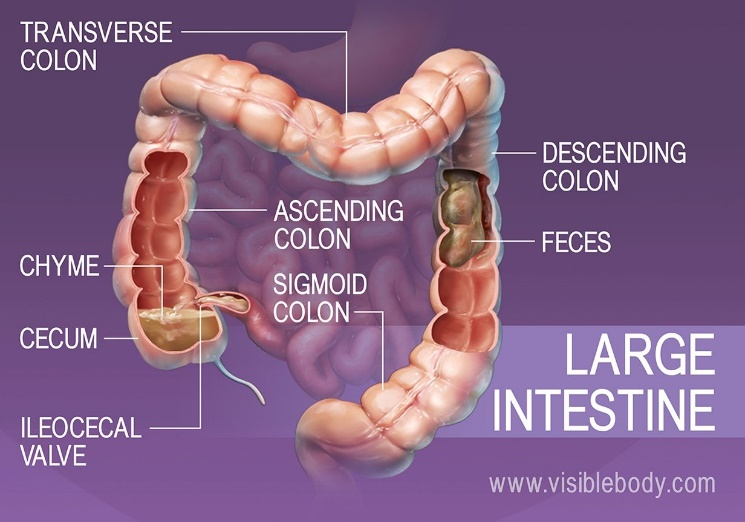 TRANSVERSE
COLON
DESCENDING
COLON
ASCENDING
COLON
FECES
CHYME
SIGMOID
COLON
CECUM
LARGE
INTESTINE
ILEOCECAL
VALVE
www.visiblebody.com